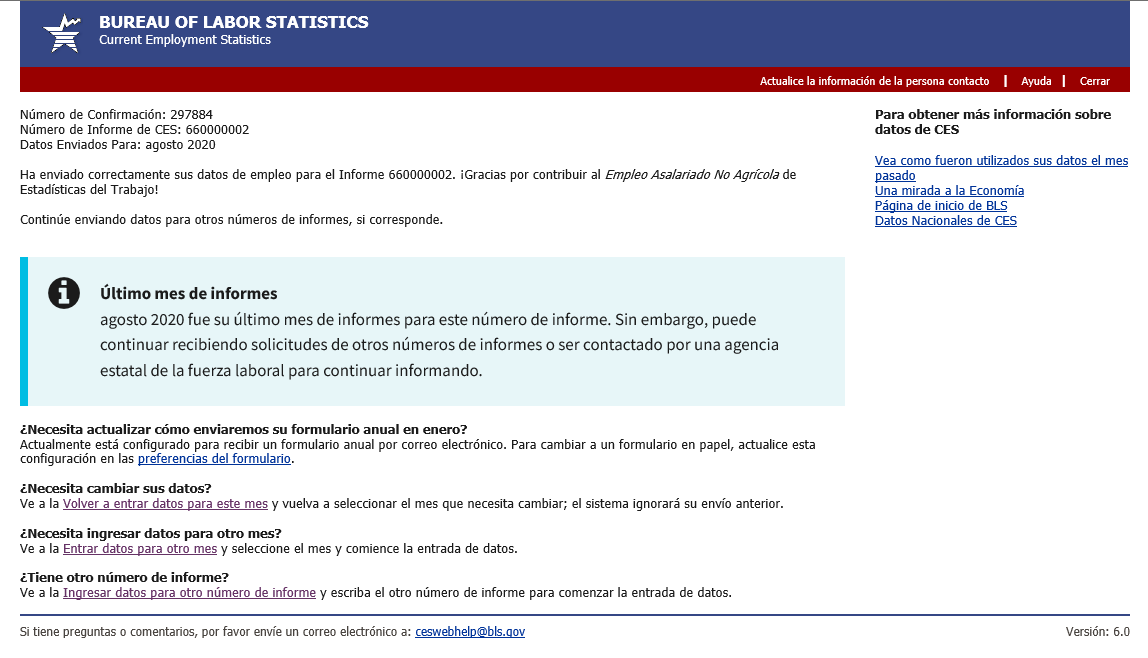 BUREAU OF LABOR STATISTICS
Current Employment Statistics
Actualice la información de la persona contacto | Ayuda | Cerrar
Número de Confirmación: 297884
Número de Informe de CES: 660000002
Datos Enviados Para: agosto 2020
Ha enviado correctamente sus datos de empleo para el Informe 660000002. ¡Gracias por contribuir al Empleo Asalariado No Agrícola de
Estadísticas del Trabajo!
Continúe enviando datos para otros números de informes, si corresponde.
Para obtener más información sobre
datos de CES
Vea como fueron utilizados sus datos el mes
pasado
Una mirada a la Economía
Página de inicio de BLS
Datos Nacionales de CES
Último mes de informes
agosto 2020 fue su último mes de informes para este número de informe. Sin embargo, puede
continuar recibiendo solicitudes de otros números de informes o ser contactado por una agencia
estatal de la fuerza laboral para continuar informando.
¿Necesita actualizar cómo enviaremos su formulario anual en enero?
Actualmente está configurado para recibir un formulario anual por correo electrónico. Para cambiar a un formulario en papel, actualice esta
configuración en las preferencias del formulario.
¿Necesita cambiar sus datos?
Ve a la Volver a entrar datos para este mes y vuelva a seleccionar el mes que necesita cambiar; el sistema ignorará su envío anterior.
¿Necesita ingresar datos para otro mes?
Ve a la Entrar datos para otro mes y seleccione el mes y comience la entrada de datos.
¿Tiene otro número de informe?
Ve a la Ingresar datos para otro número de informe y escriba el otro número de informe para comenzar la entrada de datos.
Si tiene preguntas o comentarios, por favor envíe un correo electrónico a: ceswebhelp@bls.gov
Versión: 6.0